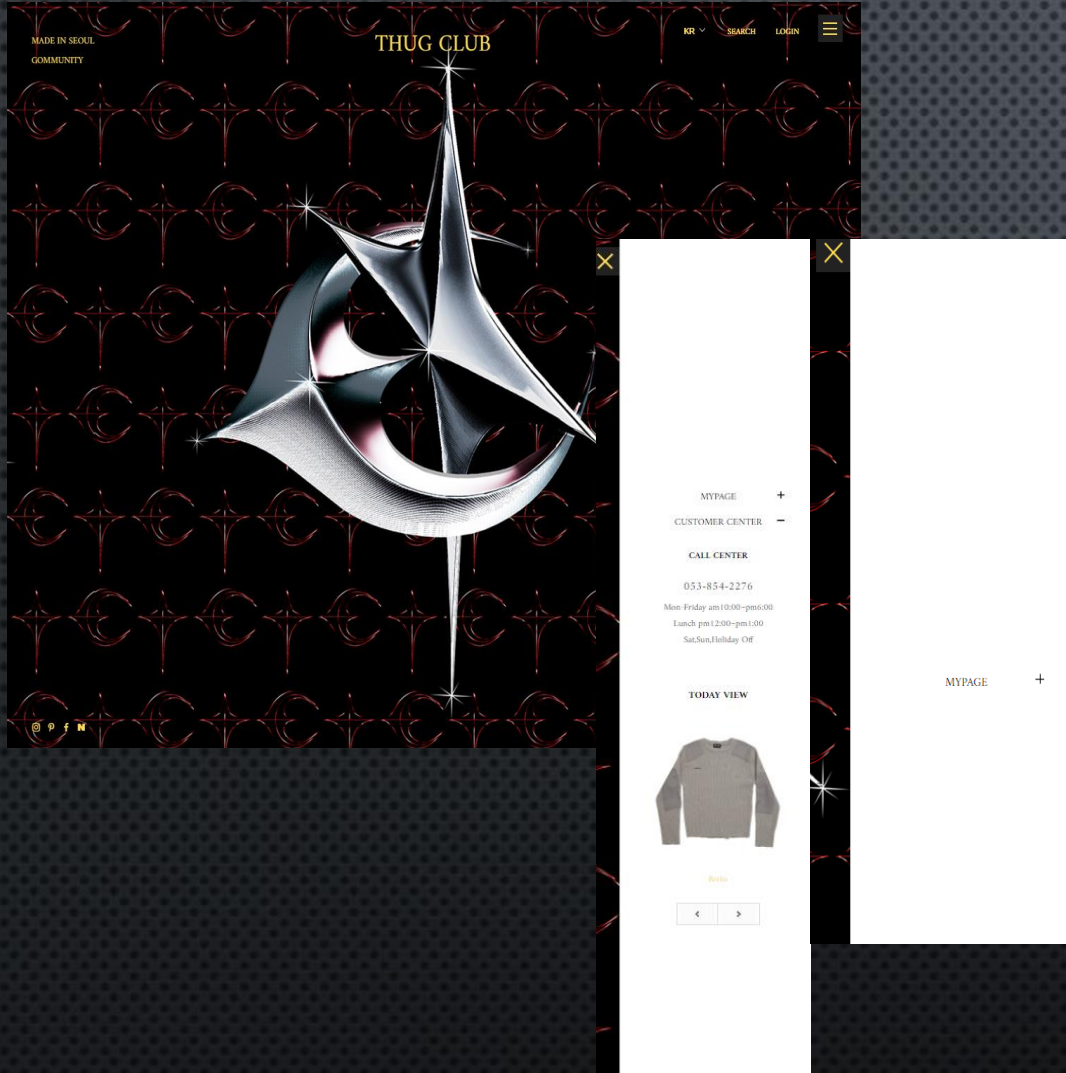 MADE IN SEOUL
GOMMUNITY
THUG CLUB
KR
SEARCH
LOGIN
N
MYPAGE +
CUSTOMER CENTER −
CALL CENTER
053-854-2276
Mon-Friday am10:00~pm6:00
Lunch pm12:00~pm1:00
Sat,Sun,Holiday Off
TODAY VIEW
MYPAGE +